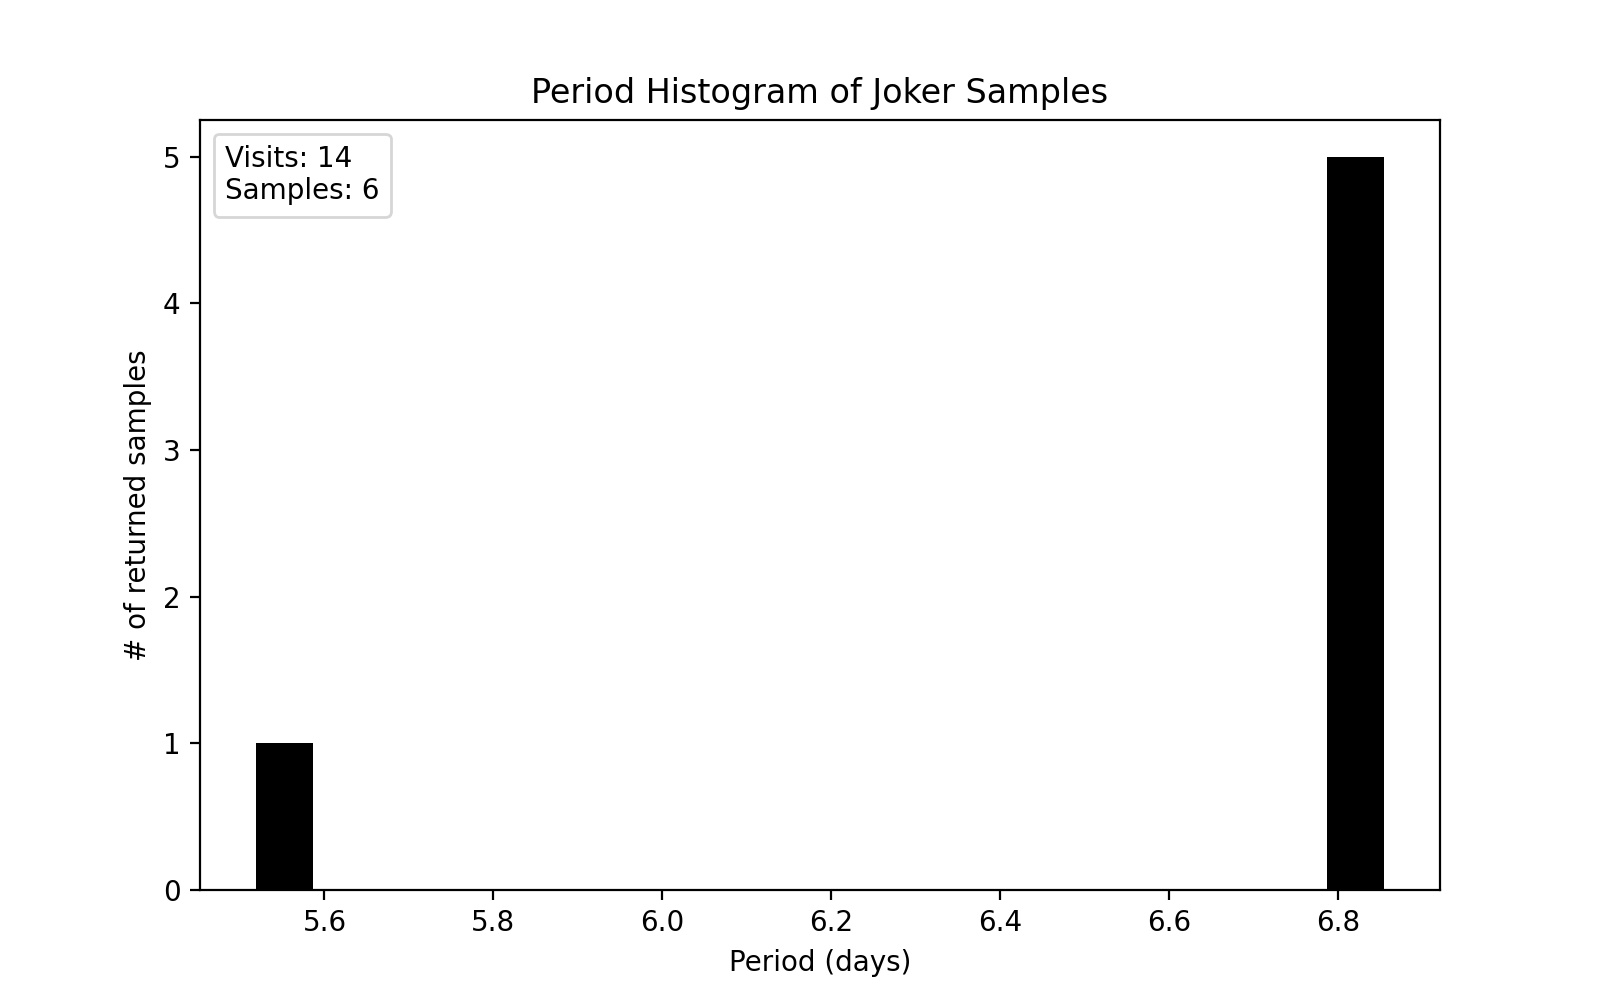 Period Histogram of Joker Samples
Visits: 14
Samples: 6
# of returned samples
5
4
3
2
1
0
5.6 5.8 6.0 6.2 6.4 6.6 6.8
Period (days)